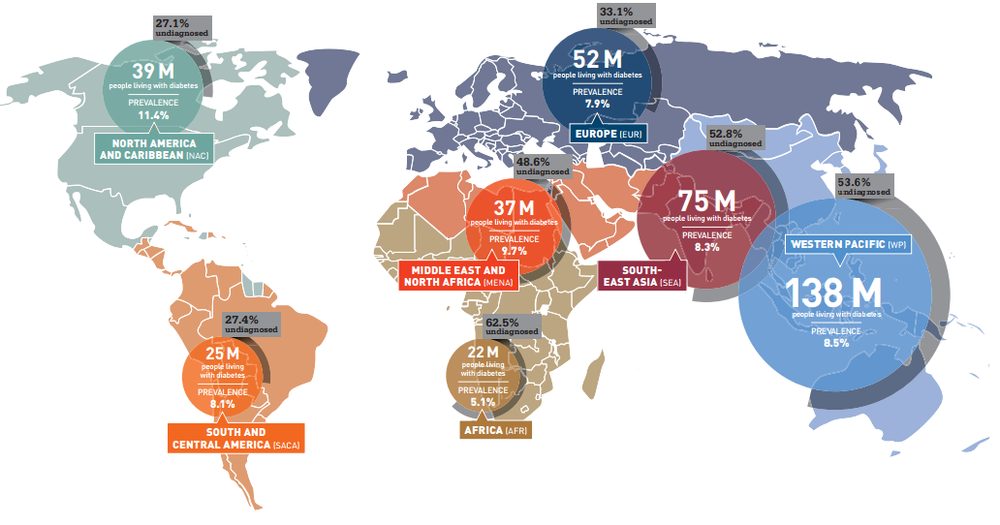 27.1%
undiagnosed
39 M
people living with diabetes
PREVALENCE
11.4%
NORTH AMERICA
AND CARIBBEAN (NAC)
33.1%
undiagnosed
52 M
people living with diabetes
PREVALENCE
7.9%
EUROPE (EUR)
48.6%
undiagnosed
37 M
people living with diabetes
PREVALENCE
9.7%
MIDDLE EAST AND
NORTH AFRICA (MENA)
52.8%
undiagnosed
75 M
people living with diabetes
PREVALENCE
8.3%
SOUTH-
EAST ASIA (SEA)
53.6%
undiagnosed
WESTERN PACIFIC (WP)
138 M
people living with diabetes
PREVALENCE
8.5%
27.4%
undiagnosed
25 M
people living
with diabetes
PREVALENCE
8.1%
SOUTH AND
CENTRAL AMERICA (SACA)
62.5%
undiagnosed
22 M
people living
with diabetes
PREVALENCE
5.1%
AFRICA (AFR)